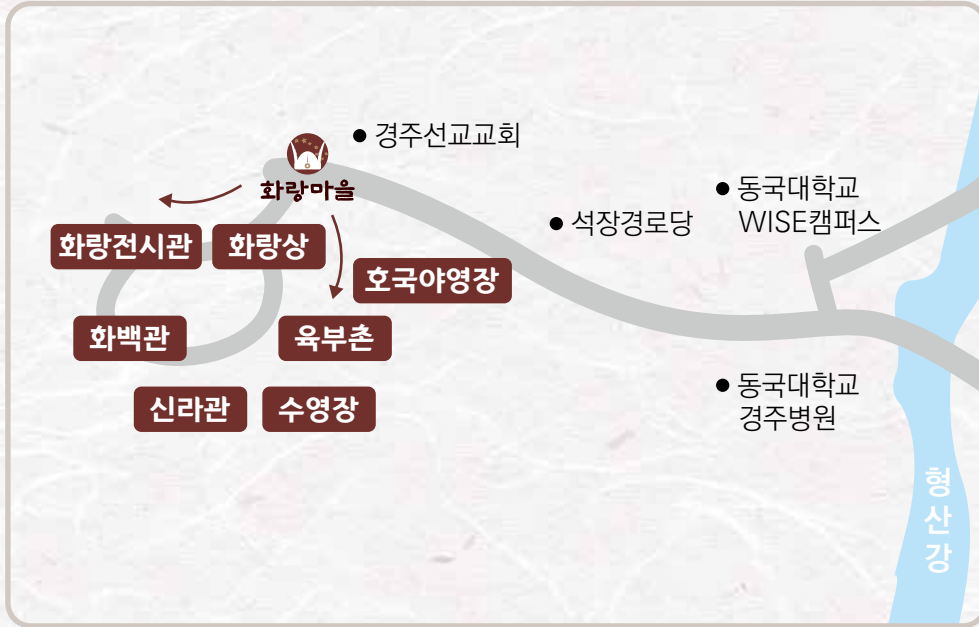 경주선교교회
화랑마을
동국대학교
WISE캠퍼스
석장경로당
화랑전시관
화랑상
호국야영장
화백관
육부촌
신라관
수영장
동국대학교
경주병원
형산강